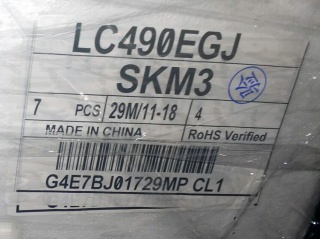 LC490EGJ
SKM3
7 PCS 29M/11-18 4
MADE IN CHINA RoHS Verified
G4E7BJ01729MP CL1